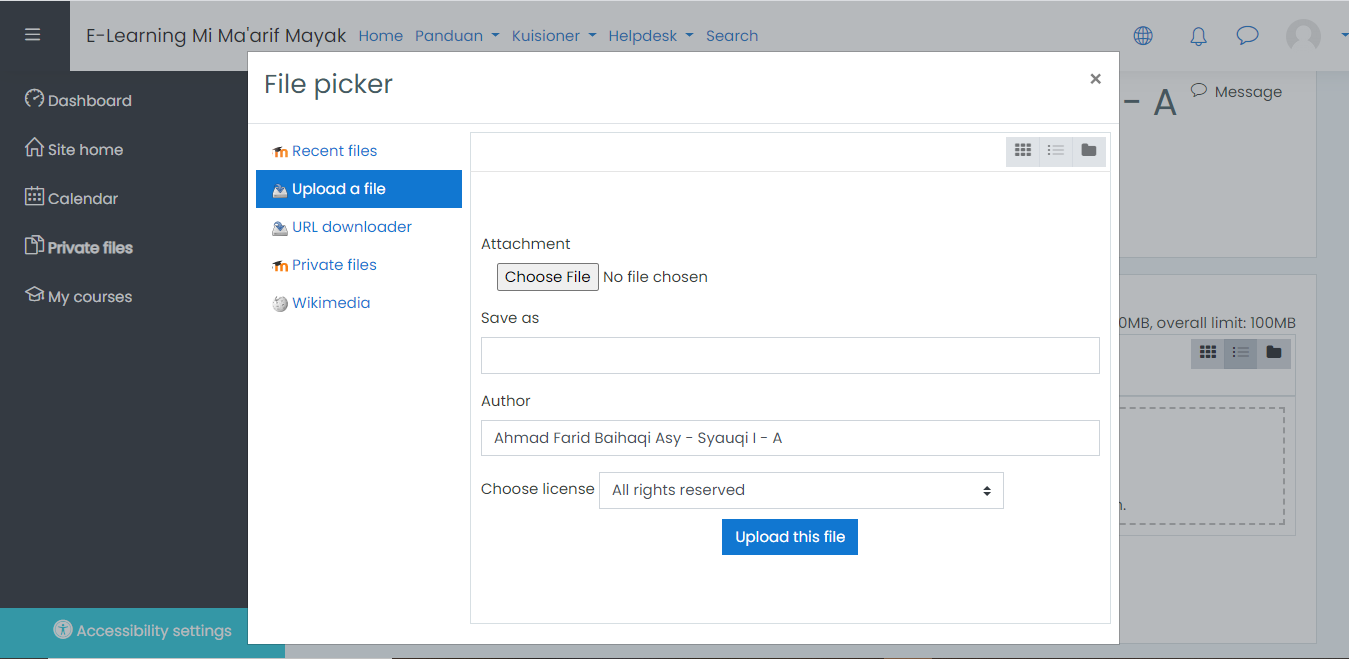 E-Learning Mi Ma'arif Mayak Home Panduan Kuisioner Helpdesk Search
File picker
×
- A Message
Dashboard
Site home
Calendar
Private files
My courses
Recent files
Upload a file
URL downloader
Private files
Wikimedia
Attachment
Choose File No file chosen
Save as
Author
Ahmad Farid Baihaqi Asy - Syauqi I - A
Choose license All rights reserved
Upload this file
0MB, overall limit: 100MB
Accessibility settings